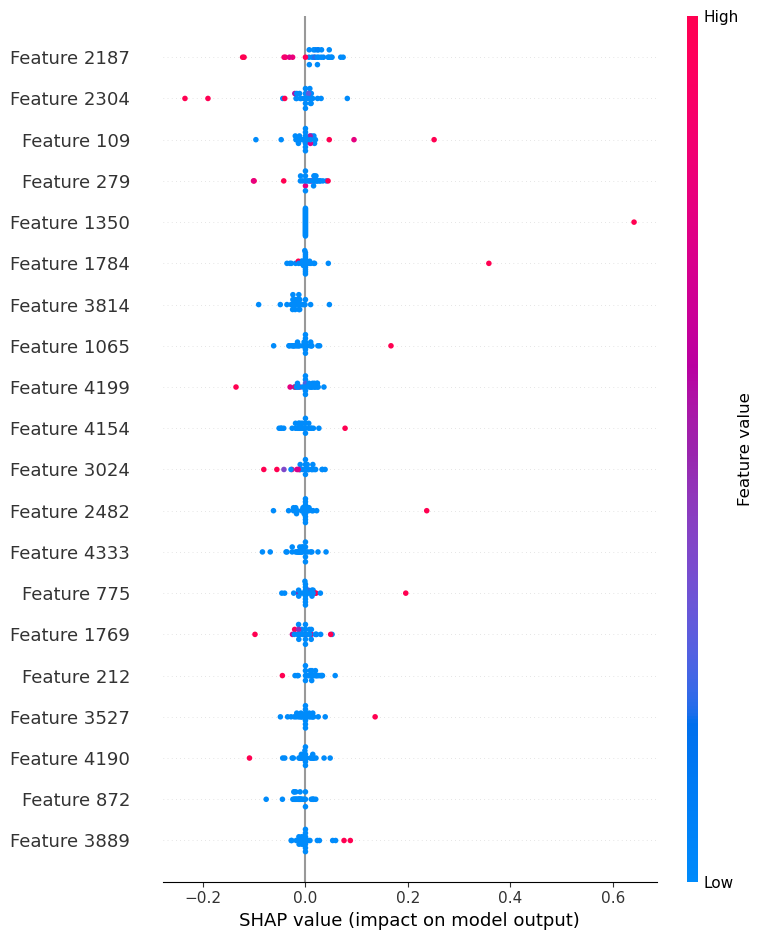 High
Feature 2187
Feature 2304
Feature 109
Feature 279
Feature 1350
Feature 1784
Feature 3814
Feature 1065
Feature 4199
Feature 4154
Feature 3024
Feature 2482
Feature 4333
Feature 775
Feature 1769
Feature 212
Feature 3527
Feature 4190
Feature 872
Feature 3889
Feature value
Low
−0.2 0.0 0.2 0.4 0.6
SHAP value (impact on model output)